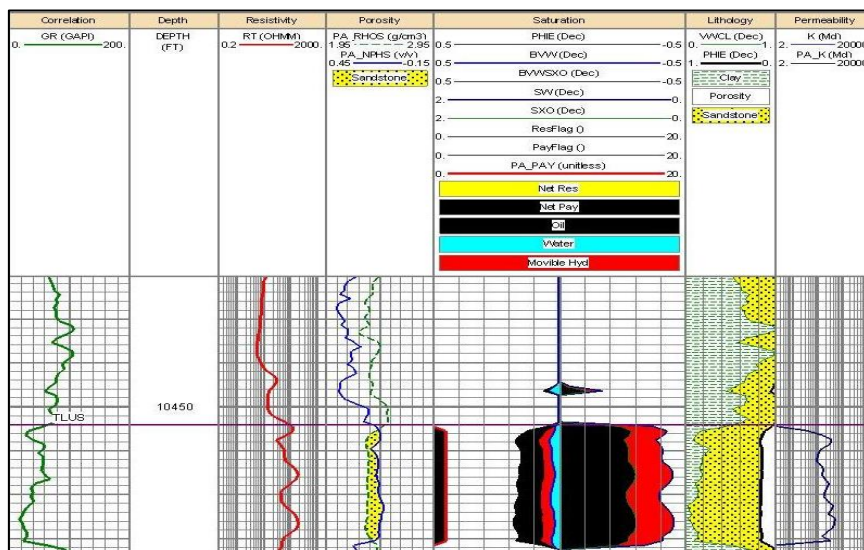 Correlation Depth Resistivity Porosity Saturation Lithology Permeability
GR (GAPI)
0. 200.
DEPTH
(FT)
RT (OHMM)
0.2 2000.
PA_RHOS (g/cm3)
1.95 2.95
PA_NPHS (v/v)
0.45 -0.15
Sandstone
PHIE (Dec)
0.5 -0.5
BVW (Dec)
0.5 -0.5
BVWSXO (Dec)
0.5 -0.5
SW (Dec)
2. 0.
SXO (Dec)
2. 0.
ResFlag ()
0. 20.
PayFlag ()
0. 20.
PA_PAY (unitless)
0. 20.
Net Res
Net Pay
Oil
Water
Movible Hyd
VWCL (Dec)
0. 1.
PHIE (Dec)
1. 0.
Clay
Porosity
Sandstone
K (Md)
2. 20000.
PA_K (Md)
2. 20000.
10450
TLUS